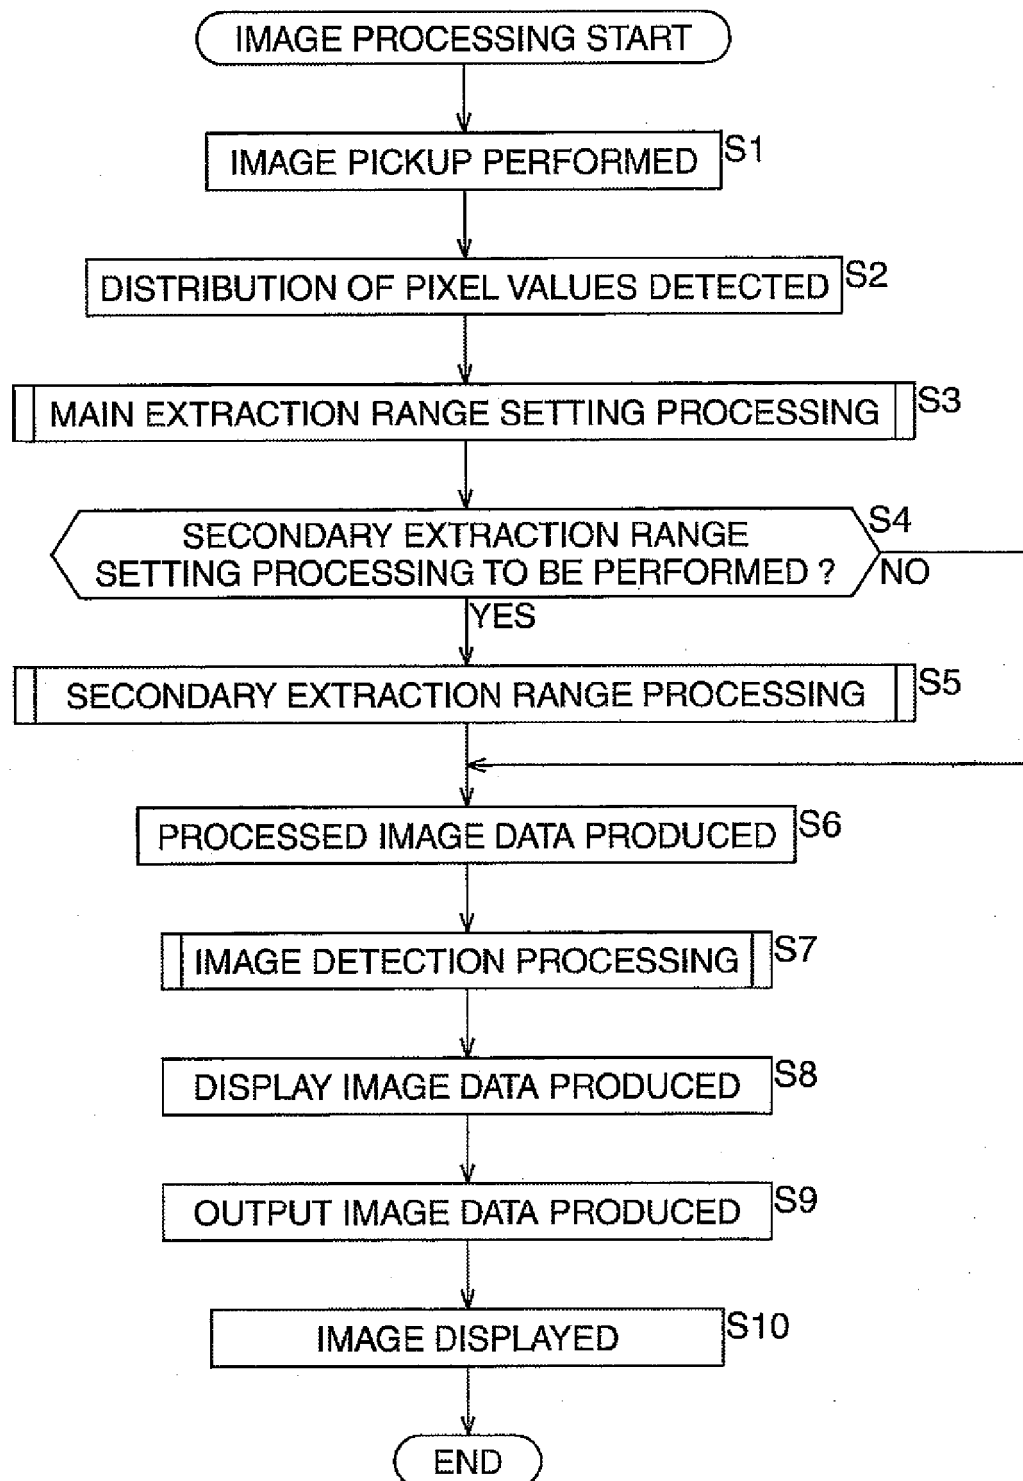 IMAGE PROCESSING START
IMAGE PICKUP PERFORMED
S1
DISTRIBUTION OF PIXEL VALUES DETECTED
S2
MAIN EXTRACTION RANGE SETTING PROCESSING
S3
SECONDARY EXTRACTION RANGE
SETTING PROCESSING TO BE PERFORMED ?
S4
NO
YES
SECONDARY EXTRACTION RANGE PROCESSING
S5
PROCESSED IMAGE DATA PRODUCED
S6
IMAGE DETECTION PROCESSING
S7
DISPLAY IMAGE DATA PRODUCED
S8
OUTPUT IMAGE DATA PRODUCED
S9
IMAGE DISPLAYED
S10
END